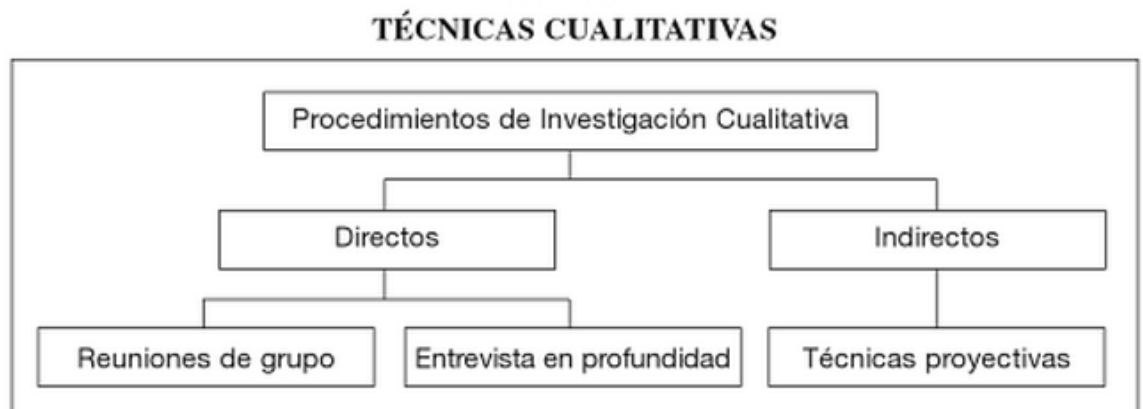 TÉCNICAS CUALITATIVAS
Procedimientos de Investigación Cualitativa
Directos
Indirectos
Reuniones de grupo
Entrevista en profundidad
Técnicas proyectivas